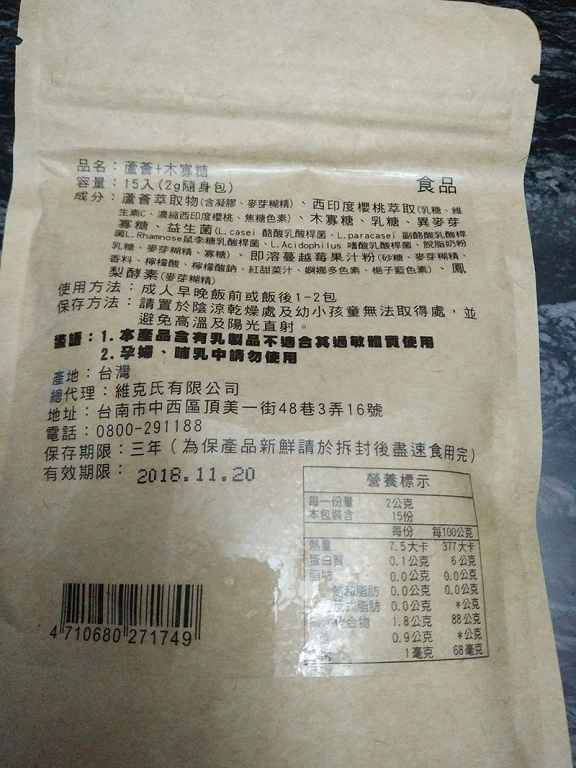 品名：蘆薈+木寡糖
容量：15入(2g隨身包)
食品
成分：蘆薈萃取物(含凝膠、麥芽糊精)、西印度櫻桃萃取(乳糖、維
生素C、濃縮西印度櫻桃、焦糖色素)、木寡糖、乳糖、異麥芽
寡糖、益生菌(L.casei 酪酸乳酸桿菌、L.paracasei 副酪酸乳酸桿
菌L.Rhamnose鼠李糖乳酸桿菌、L.Acidophilus 嗜酸乳酸桿菌、脫脂奶粉
乳糖、麥芽糊精、寡糖)、即溶蔓越莓果汁粉(砂糖、麥芽糊精、
香料、檸檬酸、檸檬酸鈉、紅甜菜汁、婀娜多色素、梔子藍色素)、鳳
梨酵素(麥芽糊精)
使用方法：成人早晚飯前或飯後1-2包
保存方法：請置於陰涼乾燥處及幼小孩童無法取得處，並
避免高溫及陽光直射。
1.本產品含有乳製品不適合其過敏體質使用
2.孕婦、哺乳中請勿使用
產地：台灣
總代理：維克氏有限公司
地址：台南市中西區頂美一街48巷3弄16號
電話：0800-291188
保存期限：三年(為保產品新鮮請於拆封後盡速食用完)
有效期限：2018.11.20
營養標示
每一份量 2公克
本包裝含 15份
每份 每100公克
熱量 7.5大卡 377大卡
蛋白質 0.1公克 6公克
脂肪 0.0公克 0.0公克
飽和脂肪 0.0公克 0.0公克
脂肪 0.0公克 *公克
化合物 1.8公克 88公克
0.9公克 *公克
1毫克 68毫克
4 710680 271749